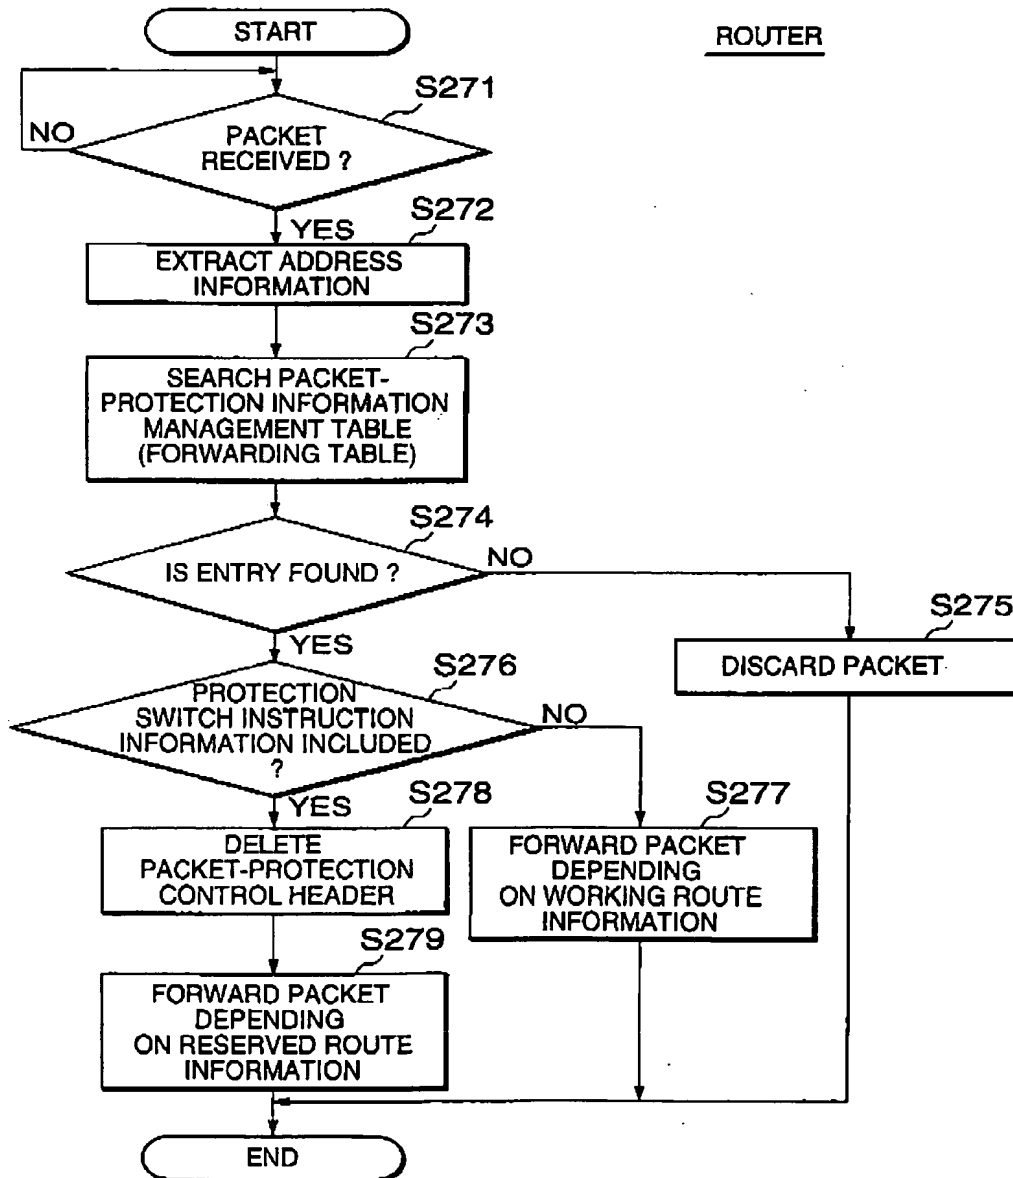 START
ROUTER
S271
NO
PACKET
RECEIVED ?
YES
S272
EXTRACT ADDRESS
INFORMATION
S273
SEARCH PACKET-
PROTECTION INFORMATION
MANAGEMENT TABLE
(FORWARDING TABLE)
S274
IS ENTRY FOUND ?
NO
YES
S275
DISCARD PACKET
S276
PROTECTION
SWITCH INSTRUCTION
INFORMATION INCLUDED
?
NO
YES
S278
DELETE
PACKET-PROTECTION
CONTROL HEADER
S277
FORWARD PACKET
DEPENDING
ON WORKING ROUTE
INFORMATION
S279
FORWARD PACKET
DEPENDING
ON RESERVED ROUTE
INFORMATION
END